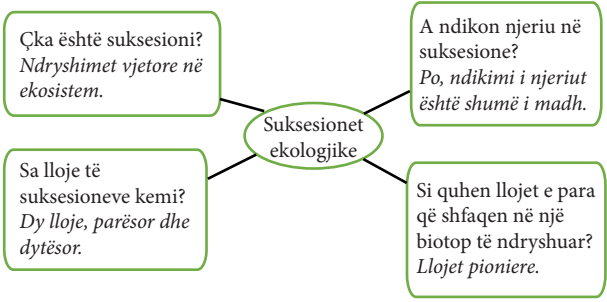 Çka është suksesioni?
Ndryshimet vjetore në
ekosistem.
A ndikon njeriu në
suksesione?
Po, ndikimi i njeriut
është shumë i madh.
Suksesionet
ekologjike
Sa lloje të
suksesioneve kemi?
Dy lloje, parësor dhe
dytësor.
Si quhen llojet e para
që shfaqen në një
biotop të ndryshuar?
Llojet pioniere.